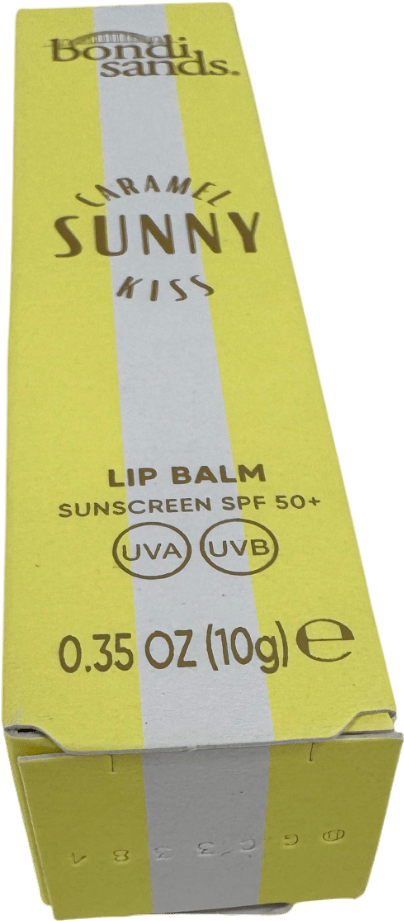 bondi
sands.
CARAMEL
SUNNY
KISS
LIP BALM
SUNSCREEN SPF 50+
UVA UVB
0.35 OZ (10g) e